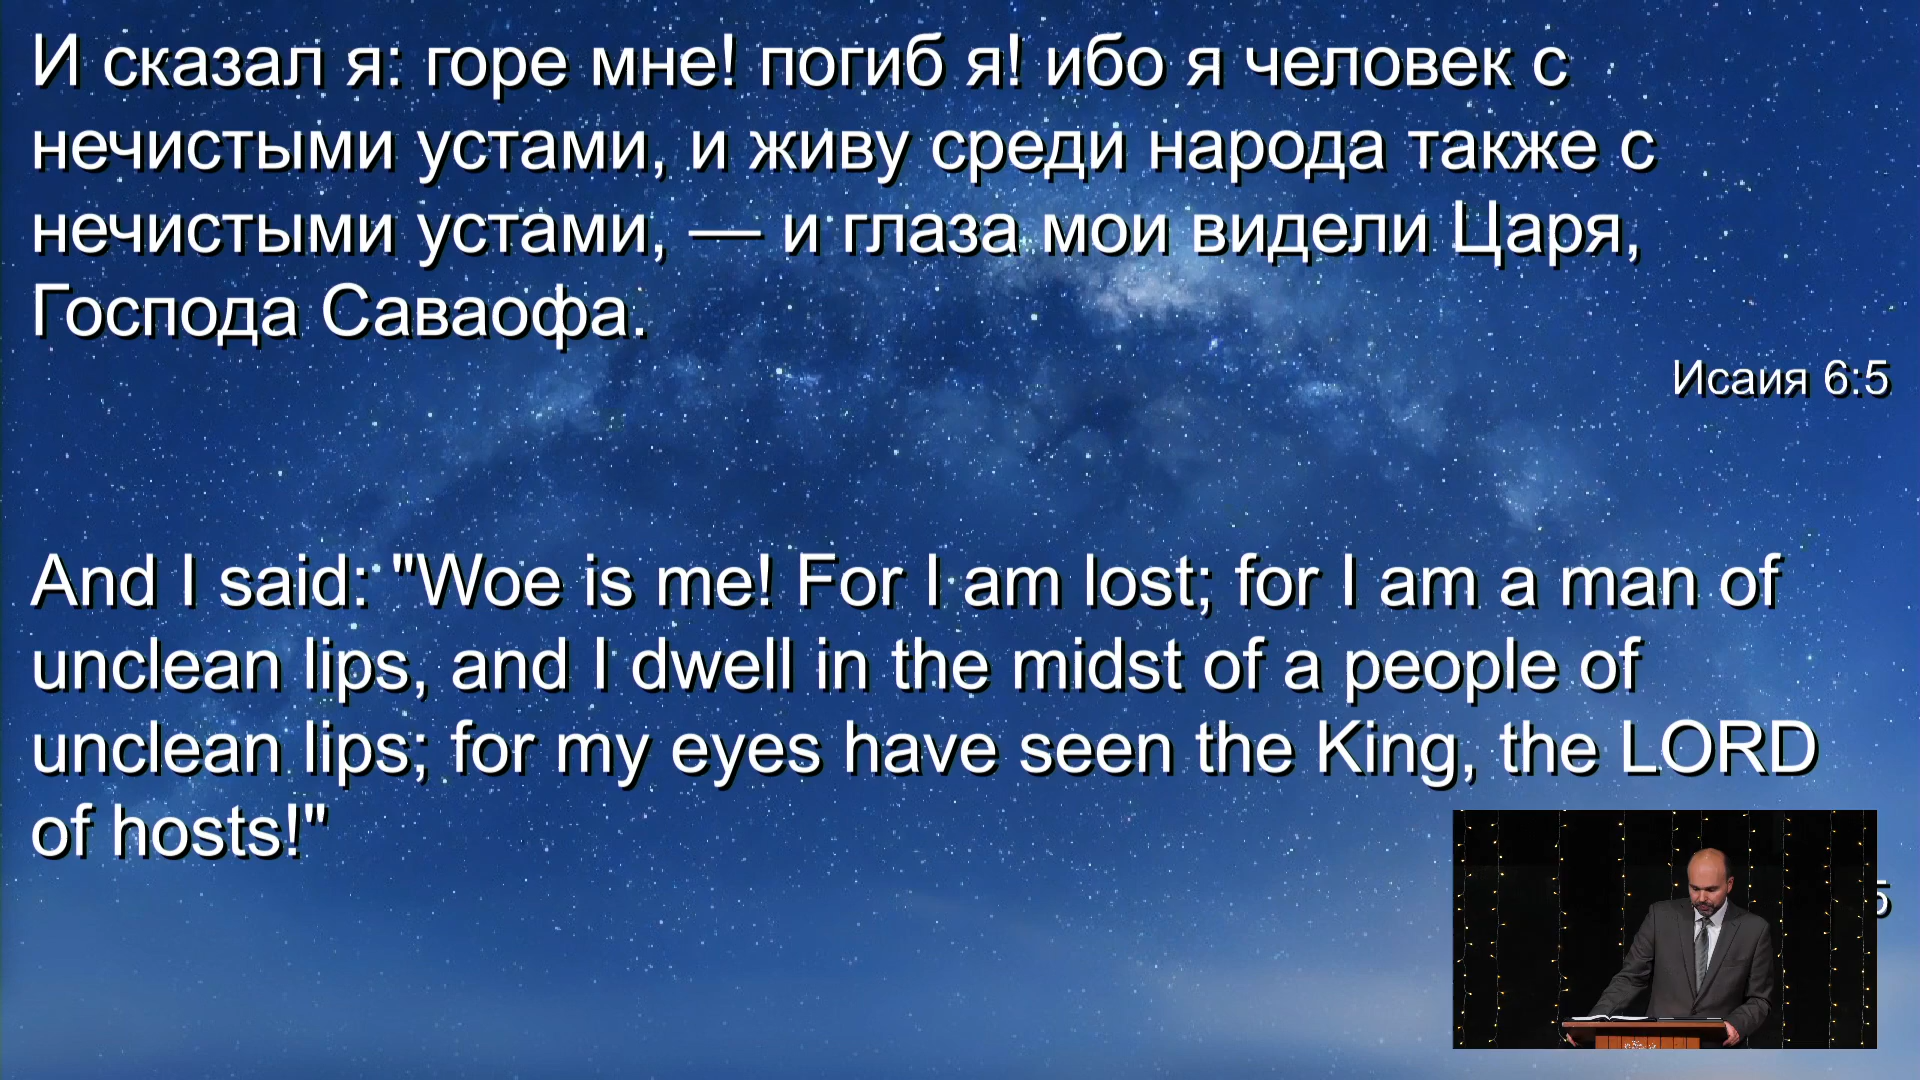 И сказал я: горе мне! погиб я! ибо я человек с
нечистыми устами, и живу среди народа также с
нечистыми устами, — и глаза мои видели Царя,
Господа Саваофа.
Исаия 6:5
And I said: "Woe is me! For I am lost; for I am a man of
unclean lips, and I dwell in the midst of a people of
unclean lips; for my eyes have seen the King, the LORD
of hosts!"
5